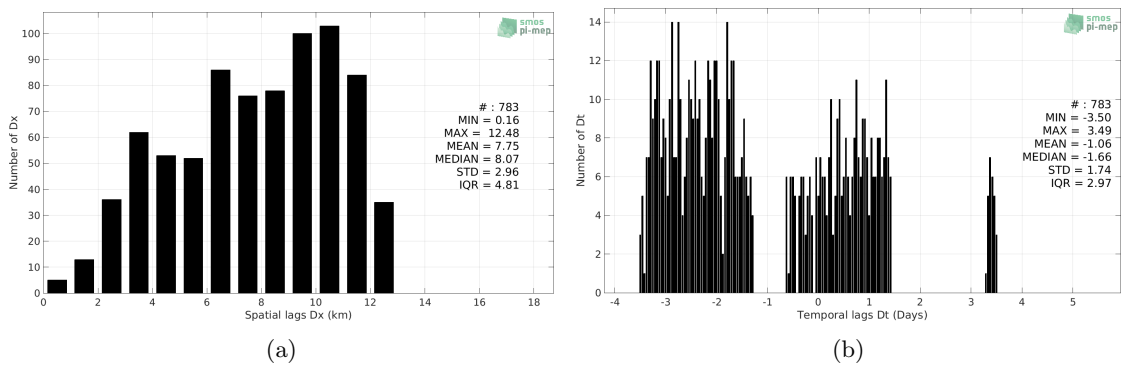 smos
pi-mep
# : 783
MIN = 0.16
MAX = 12.48
MEAN = 7.75
MEDIAN = 8.07
STD = 2.96
IQR = 4.81
Number of Dx
100
90
80
70
60
50
40
30
20
10
0
0 2 4 6 8 10 12 14 16 18
Spatial lags Dx (km)
(a)
smos
pi-mep
# : 783
MIN = -3.50
MAX = 3.49
MEAN = -1.06
MEDIAN = -1.66
STD = 1.74
IQR = 2.97
Number of Dt
14
12
10
8
6
4
2
0
-4 -3 -2 -1 0 1 2 3 4 5
Temporal lags Dt (Days)
(b)